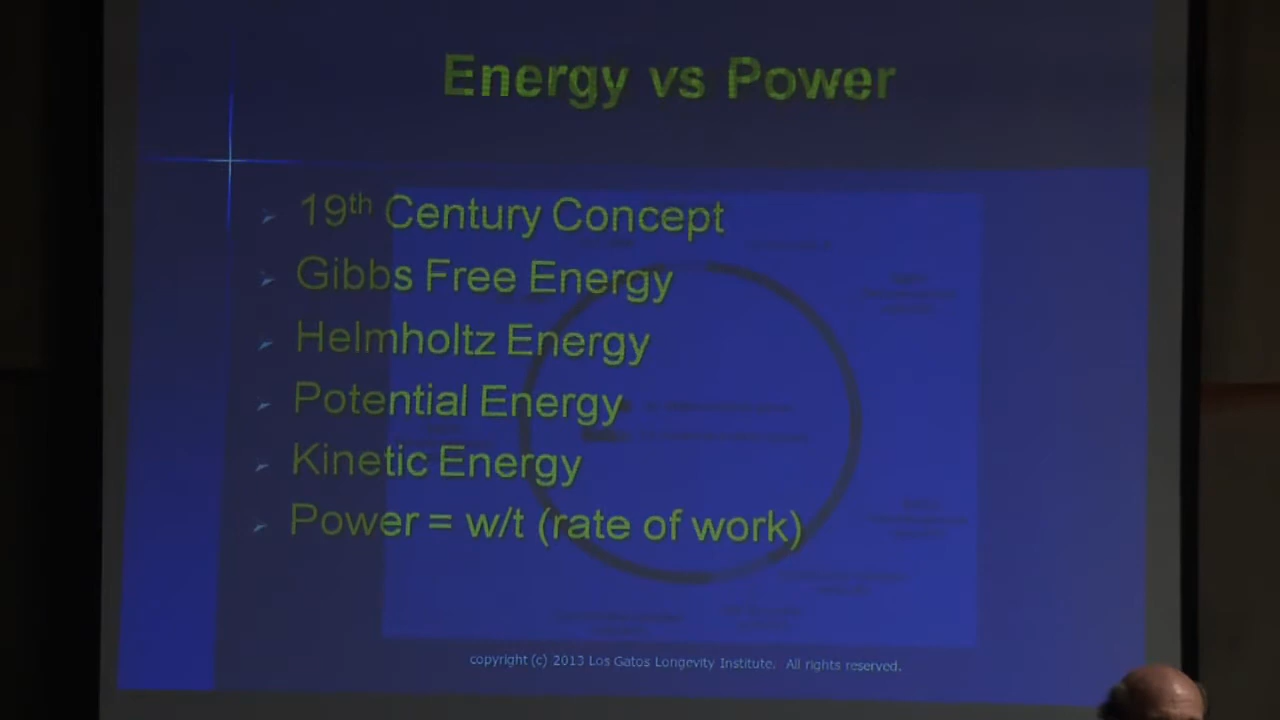 Energy vs Power
19th Century Concept
Gibbs Free Energy
Helmholtz Energy
Potential Energy
Kinetic Energy
Power = w/t (rate of work)
copyright (c) 2013 Los Gatos Longevity Institute. All rights reserved.